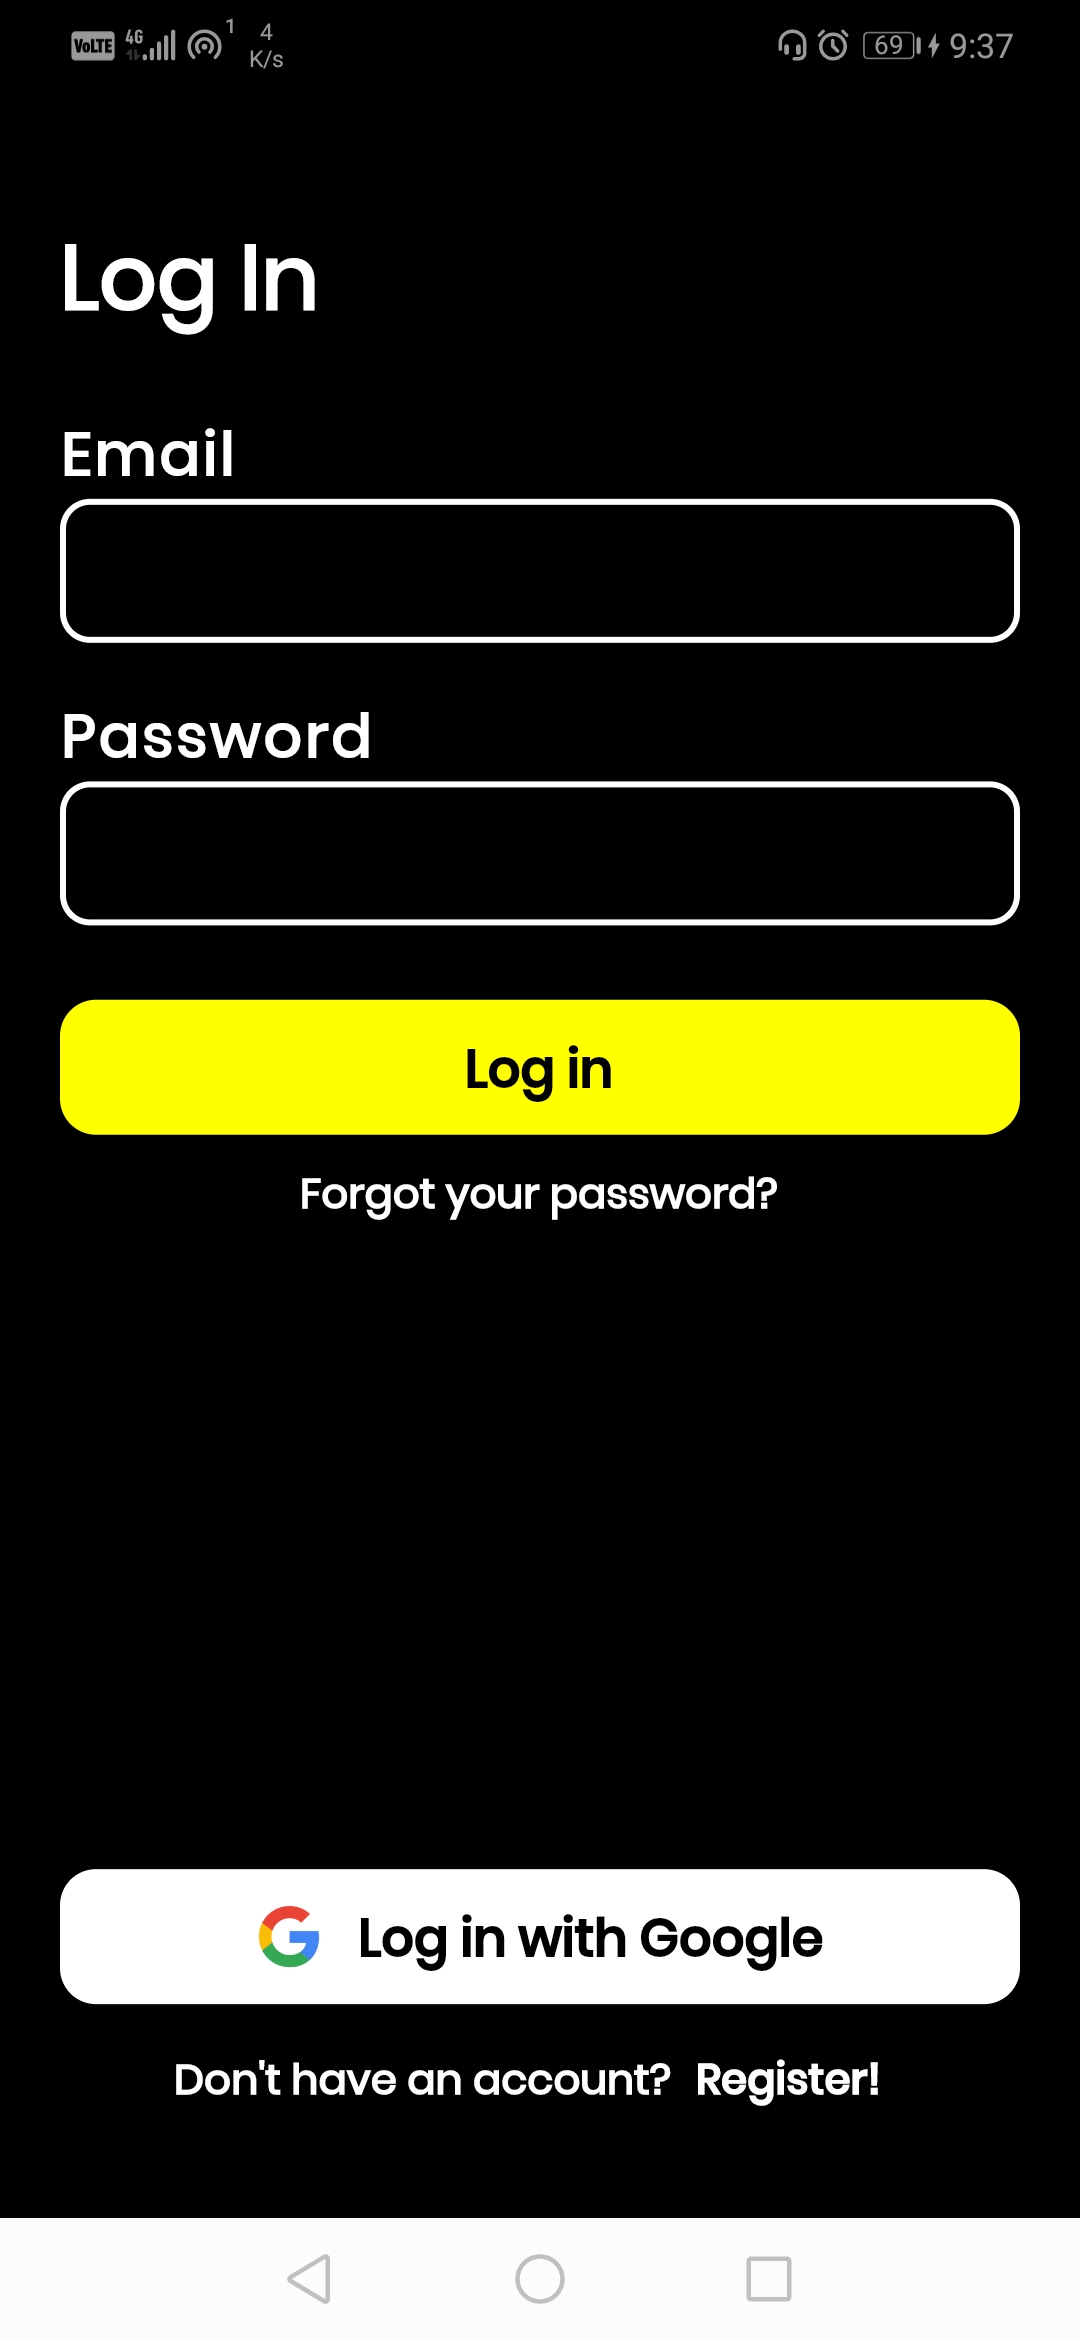 VoLTE 4G 1 4 K/s 69 9:37
Log In
Email
Password
Log in
Forgot your password?
Log in with Google
Don't have an account? Register!